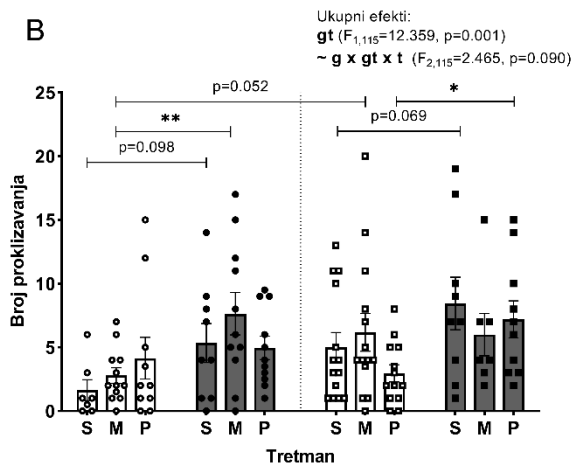 B
Ukupni efekti:
gt (F1,115=12.359, p=0.001)
~ g x gt x t (F2,115=2.465, p=0.090)
p=0.052
*
**
p=0.069
p=0.098
Broj proklizavanja
25
20
15
10
5
0
S M P S M P S M P S M P
Tretman